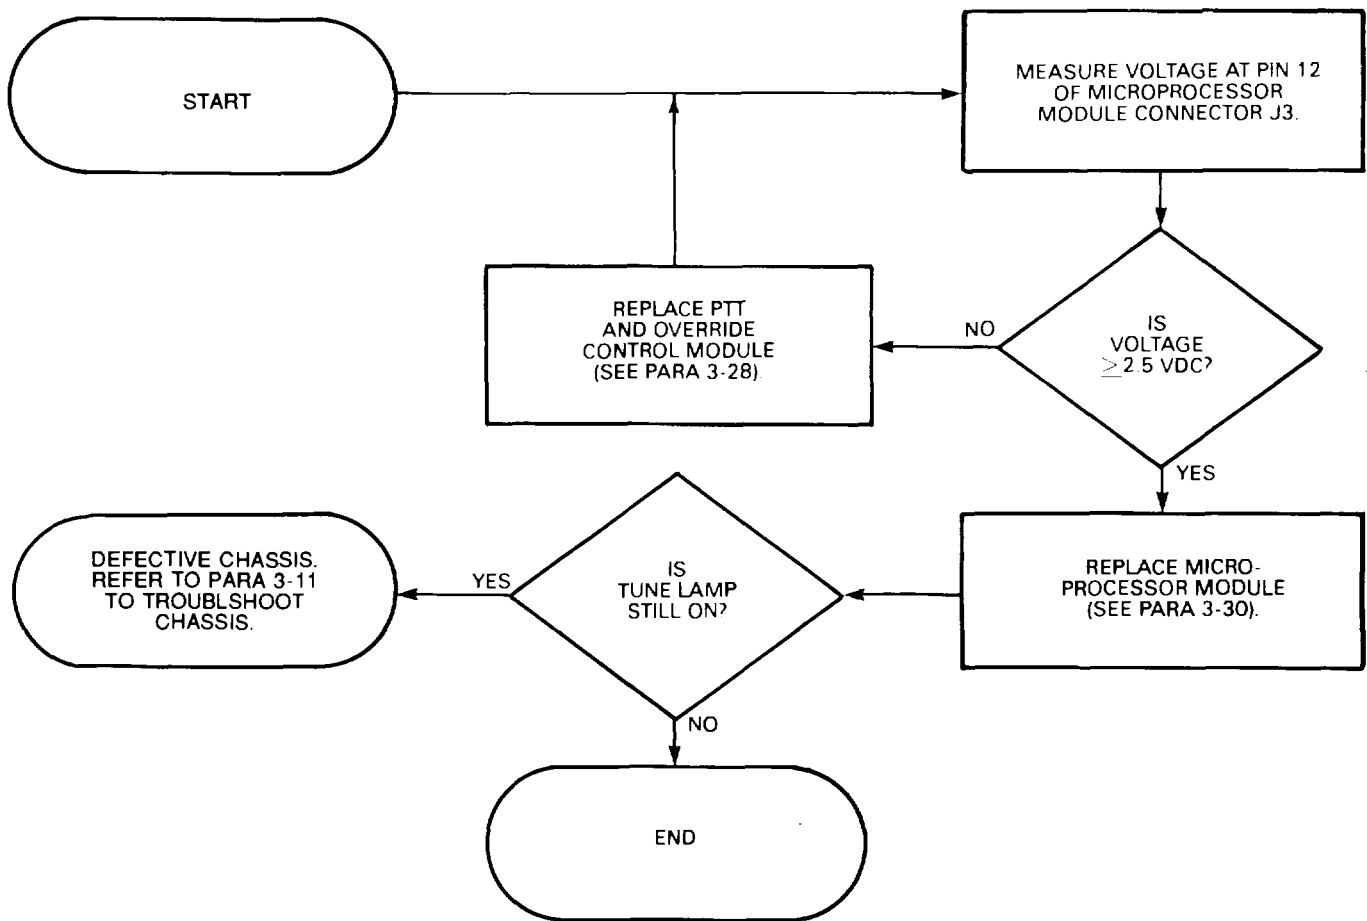 START
MEASURE VOLTAGE AT PIN 12
OF MICROPROCESSOR
MODULE CONNECTOR J3.
REPLACE PTT
AND OVERRIDE
CONTROL MODULE
(SEE PARA 3-28)
NO
IS
VOLTAGE
≥2.5 VDC?
YES
DEFECTIVE CHASSIS.
REFER TO PARA 3-11
TO TROUBLSHOOT
CHASSIS.
YES
IS
TUNE LAMP
STILL ON?
REPLACE MICRO-
PROCESSOR MODULE
(SEE PARA 3-30).
NO
END